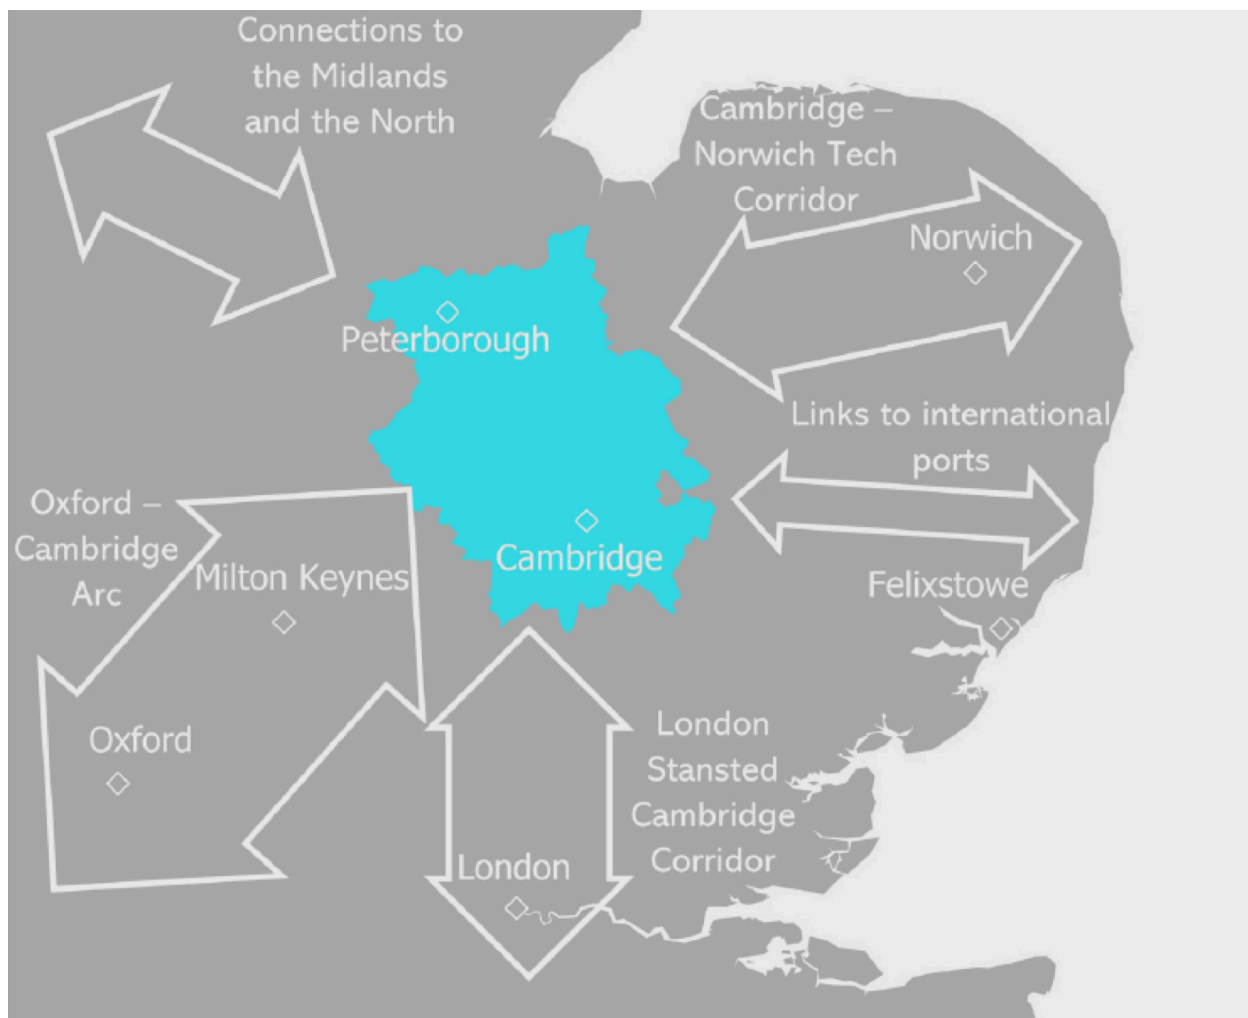 Connections to
the Midlands
and the North
Cambridge –
Norwich Tech
Corridor
Norwich
Peterborough
Links to international
ports
Oxford –
Cambridge
Arc
Milton Keynes
Cambridge
Felixstowe
Oxford
London
Stansted
Cambridge
Corridor
London